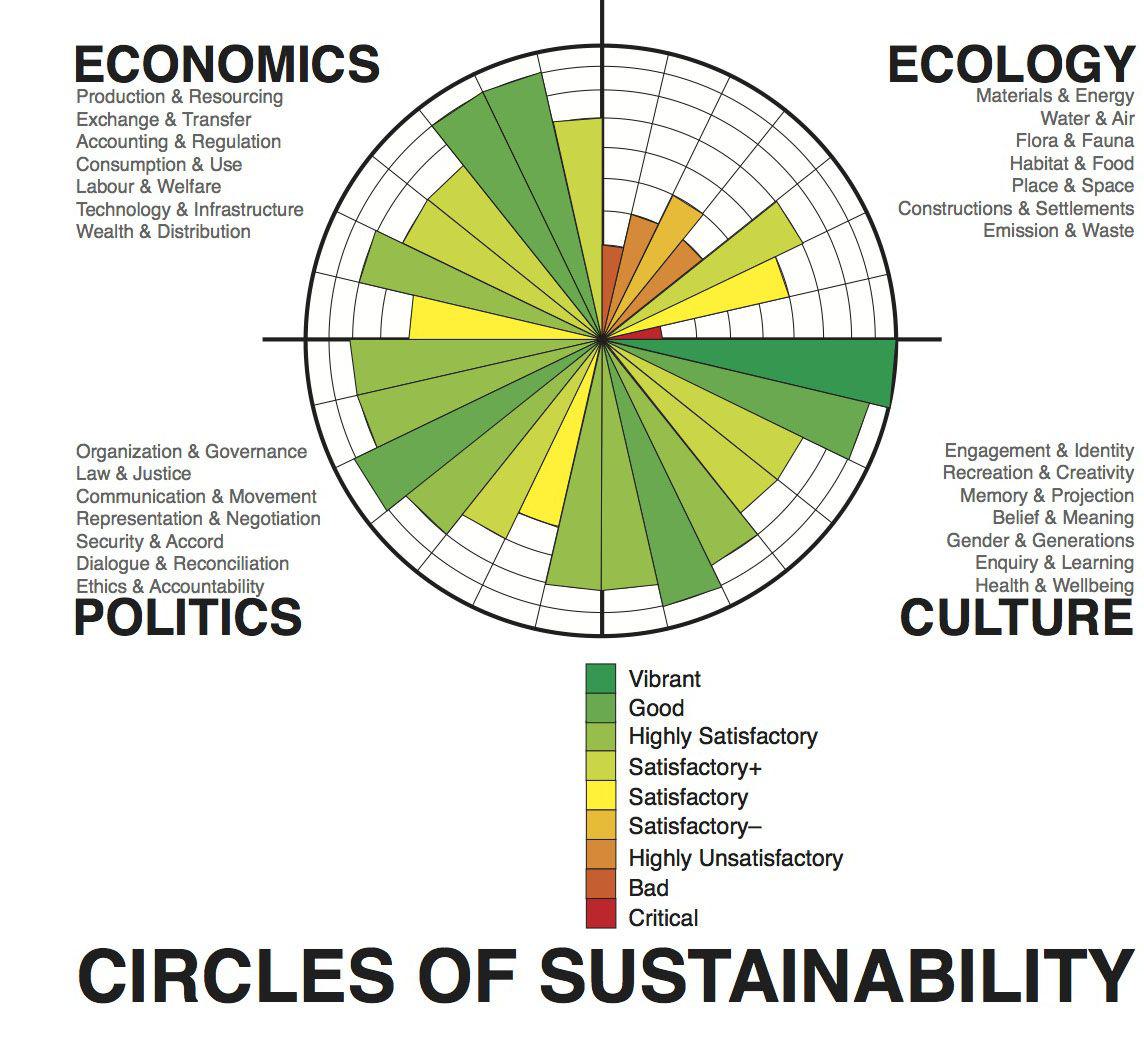 ECONOMICS
Production & Resourcing
Exchange & Transfer
Accounting & Regulation
Consumption & Use
Labour & Welfare
Technology & Infrastructure
Wealth & Distribution
ECOLOGY
Materials & Energy
Water & Air
Flora & Fauna
Habitat & Food
Place & Space
Constructions & Settlements
Emission & Waste
Organization & Governance
Law & Justice
Communication & Movement
Representation & Negotiation
Security & Accord
Dialogue & Reconciliation
Ethics & Accountability
POLITICS
Engagement & Identity
Recreation & Creativity
Memory & Projection
Belief & Meaning
Gender & Generations
Enquiry & Learning
Health & Wellbeing
CULTURE
Vibrant
Good
Highly Satisfactory
Satisfactory+
Satisfactory
Satisfactory–
Highly Unsatisfactory
Bad
Critical
CIRCLES OF SUSTAINABILITY